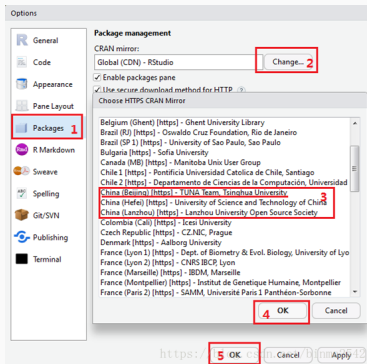 Options
R General
Code
Appearance
Pane Layout
Packages 1
R Markdown
Sweave
ABC Spelling
Git/SVN
Publishing
Terminal
Package management
CRAN mirror:
Global (CDN) - RStudio
Change... 2
Enable packages pane
Use secure download method for HTTP ?
Choose HTTPS CRAN Mirror
Belgium (Ghent) [https] - Ghent University Library
Brazil (RJ) [https] - Oswaldo Cruz Foundation, Rio de Janeiro
Brazil (SP 1) [https] - University of Sao Paulo, Sao Paulo
Bulgaria [https] - Sofia University
Canada (MB) [https] - Manitoba Unix User Group
Chile 1 [https] - Pontificia Universidad Catolica de Chile, Santiago
Chile 2 [https] - Departamento de Ciencias de la Computación, Universidad
China (Beijing) [https] - TUNA Team, Tsinghua University
3
China (Hefei) [https] - University of Science and Technology of China
China (Lanzhou) [https] - Lanzhou University Open Source Society
Colombia (Cali) [https] - Icesi University
Czech Republic [https] - CZ.NIC, Prague
Denmark [https] - Aalborg University
France (Lyon 1) [https] - Dept. of Biometry & Evol. Biology, University of Lyo
France (Lyon 2) [https] - CNRS IBCP, Lyon
France (Marseille) [https] - IBDM, Marseille
France (Montpellier) [https] - Institut de Genetique Humaine, Montpellier
France (Paris 2) [https] - SAMM, Université Paris 1 Panthéon-Sorbonne
4 OK
Cancel
5 OK
Cancel
Apply